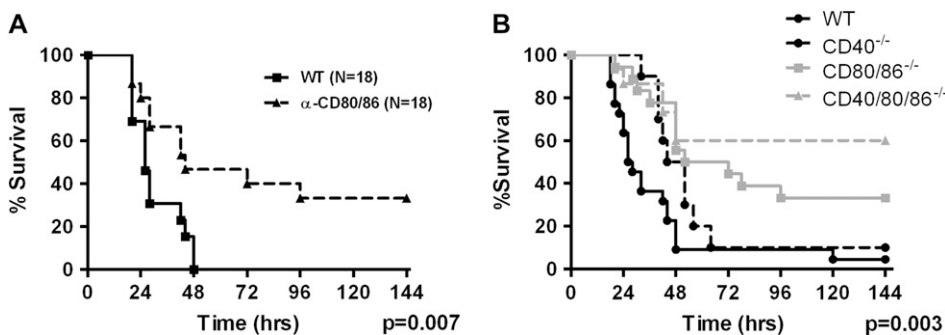 A
% Survival
100
80
60
40
20
0
0 24 48 72 96 120 144
Time (hrs)
p=0.007
WT (N=18)
α-CD80/86 (N=18)
B
%Survival
100
80
60
40
20
0
0 24 48 72 96 120 144
Time (hrs)
p=0.003
WT
CD40-/-
CD80/86-/-
CD40/80/86-/-